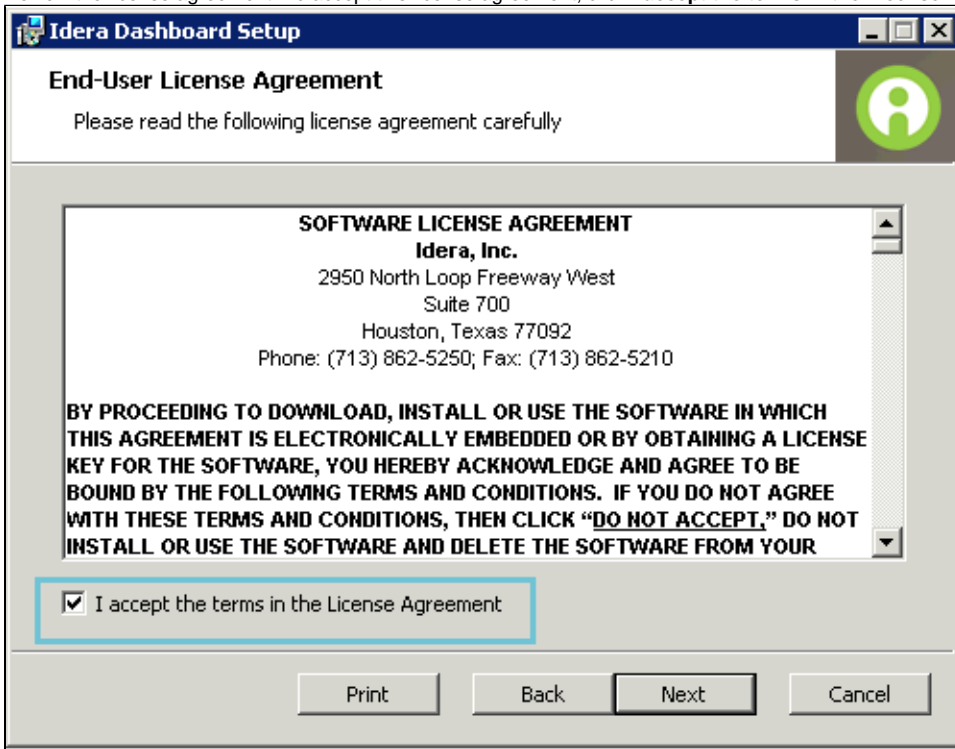 Idera Dashboard Setup
End-User License Agreement
Please read the following license agreement carefully
SOFTWARE LICENSE AGREEMENT
Idera, Inc.
2950 North Loop Freeway West
Suite 700
Houston, Texas 77092
Phone: (713) 862-5250; Fax: (713) 862-5210
BY PROCEEDING TO DOWNLOAD, INSTALL OR USE THE SOFTWARE IN WHICH
THIS AGREEMENT IS ELECTRONICALLY EMBEDDED OR BY OBTAINING A LICENSE
KEY FOR THE SOFTWARE, YOU HEREBY ACKNOWLEDGE AND AGREE TO BE
BOUND BY THE FOLLOWING TERMS AND CONDITIONS. IF YOU DO NOT AGREE
WITH THESE TERMS AND CONDITIONS, THEN CLICK “DO NOT ACCEPT,” DO NOT
INSTALL OR USE THE SOFTWARE AND DELETE THE SOFTWARE FROM YOUR
I accept the terms in the License Agreement
Print Back Next Cancel